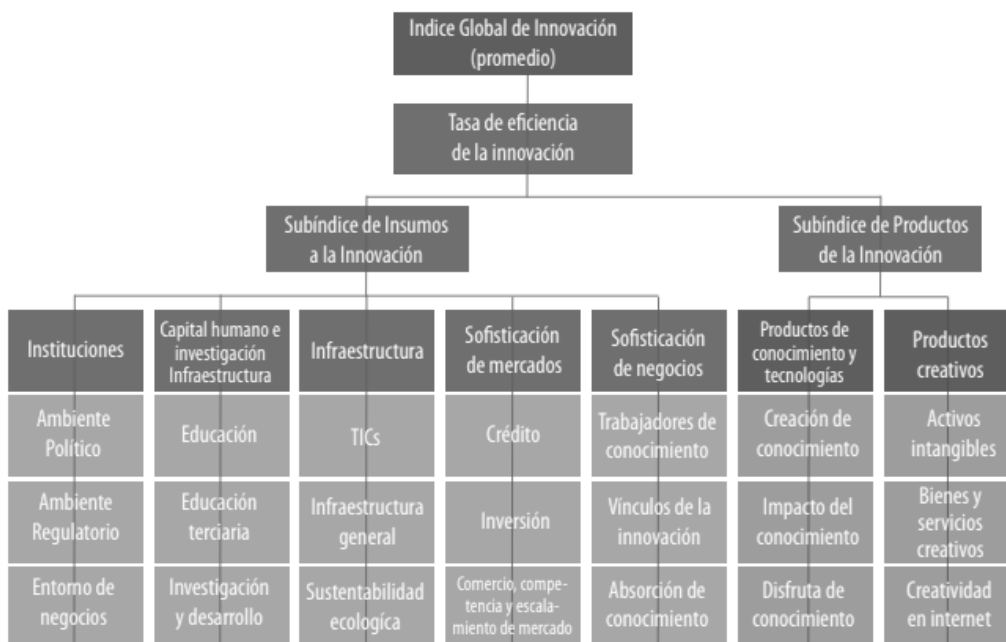 Indice Global de Innovación
(promedio)
Tasa de eficiencia
de la innovación
Subíndice de Insumos
a la Innovación
Subíndice de Productos
de la Innovación
Instituciones
Capital humano e
investigación
Infraestructura
Infraestructura
Sofisticación
de mercados
Sofisticación
de negocios
Productos de
conocimiento y
tecnologías
Productos
creativos
Ambiente
Político
Educación
TICs
Crédito
Trabajadores de
conocimiento
Creación de
conocimiento
Activos
intangibles
Ambiente
Regulatorio
Educación
terciaria
Infraestructura
general
Inversión
Vínculos de la
innovación
Impacto del
conocimiento
Bienes y
servicios
creativos
Entorno de
negocios
Investigación
y desarrollo
Sustentabilidad
ecologíca
Comercio, compe-
tencia y escala-
miento de mercado
Absorción de
conocimiento
Disfruta de
conocimiento
Creatividad
en internet